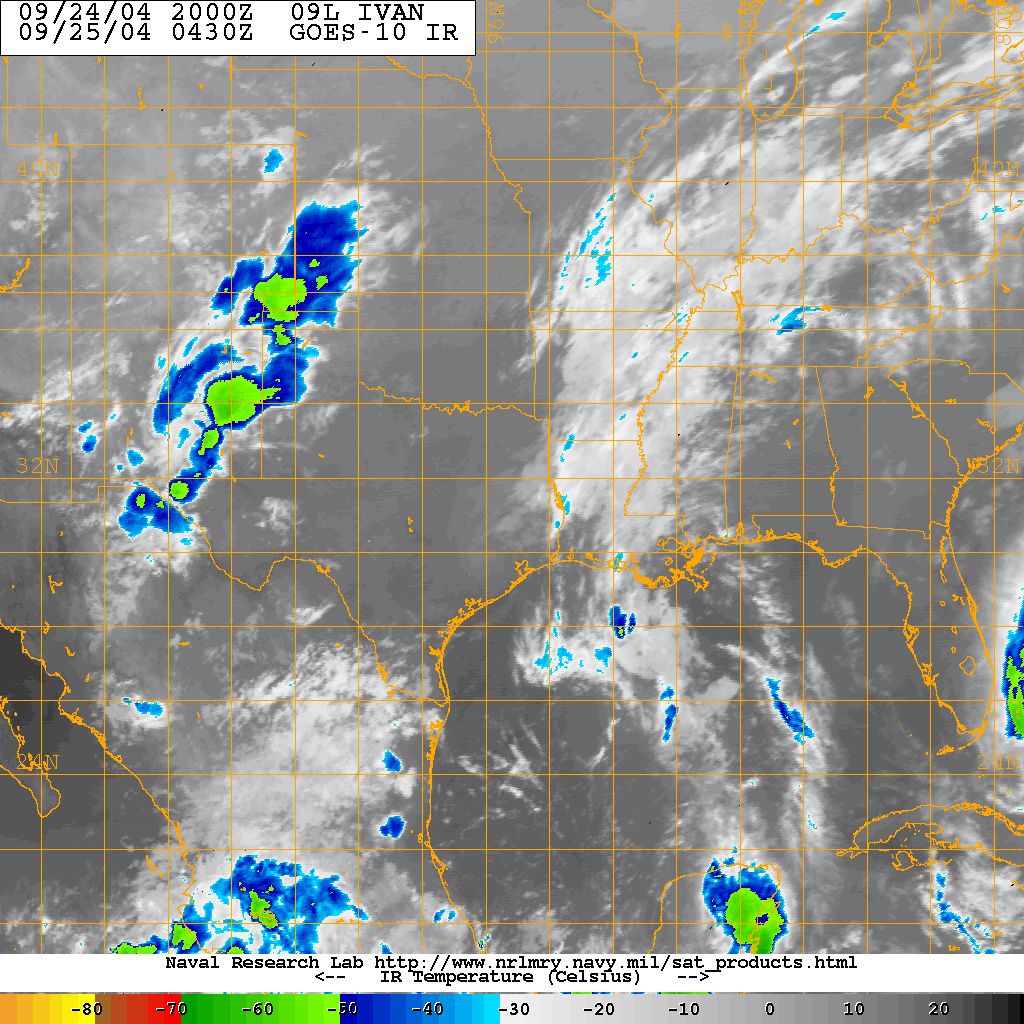 09/24/04 2000Z 09L IVAN
09/25/04 0430Z GOES-10 IR
96W
80W
40N 40N
32N 32N
24N 24N
Naval Research Lab http://www.nrlmry.navy.mil/sat_products.html
<-- IR Temperature (Celsius) -->
-80 -70 -60 -50 -40 -30 -20 -10 0 10 20